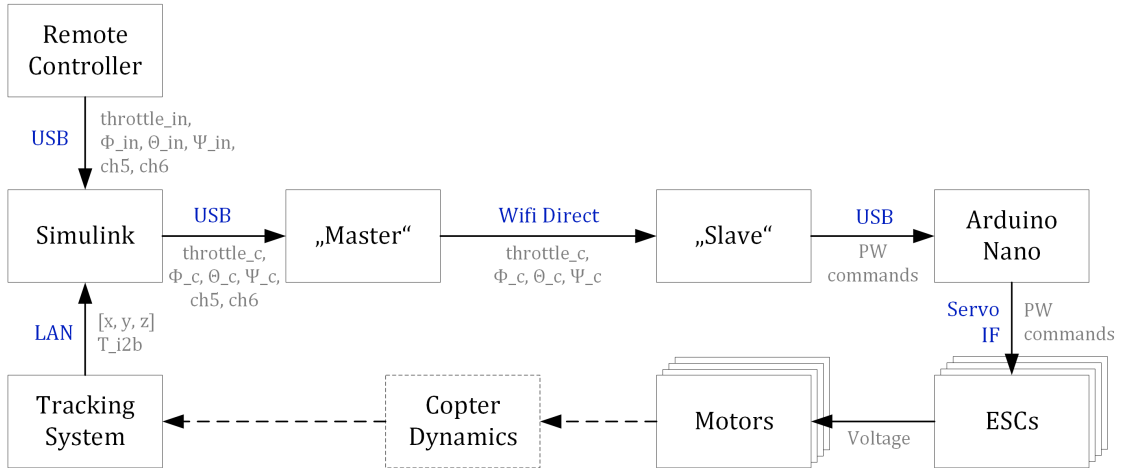 Remote
Controller
USB
throttle_in,
Φ_in, Θ_in, Ψ_in,
ch5, ch6
Simulink
USB
throttle_c,
Φ_c, Θ_c, Ψ_c,
ch5, ch6
„Master“
Wifi Direct
throttle_c,
Φ_c, Θ_c, Ψ_c
„Slave“
USB
PW
commands
Arduino
Nano
Servo
IF
PW
commands
LAN
[x, y, z]
T_i2b
Tracking
System
Copter
Dynamics
Motors
Voltage
ESCs